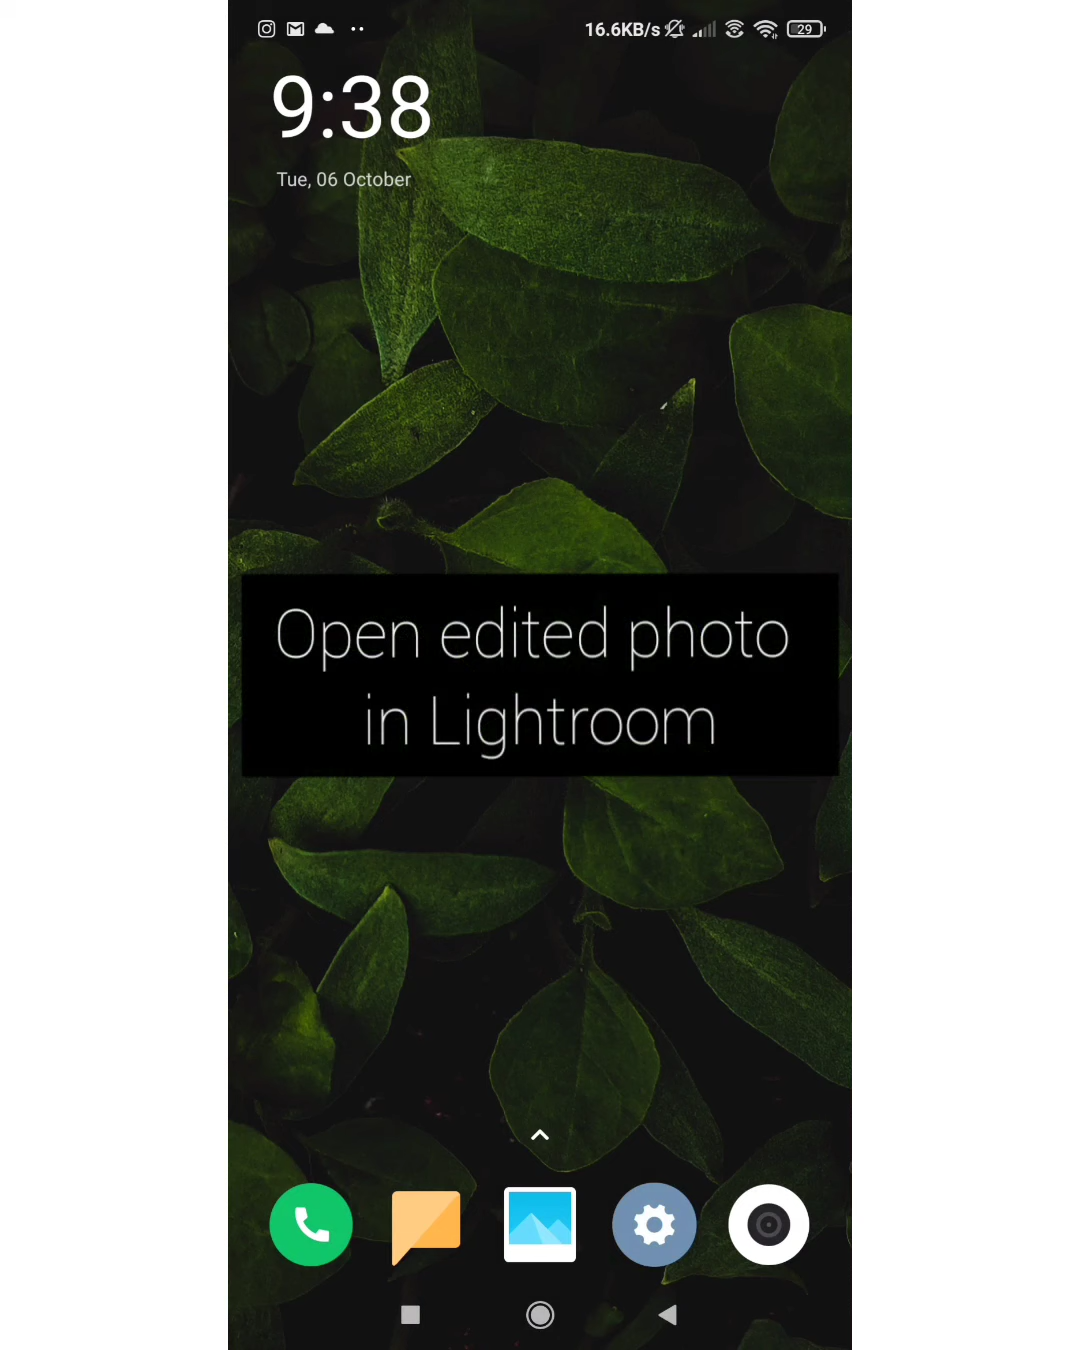 16.6KB/s
29
9:38
Tue, 06 October
Open edited photo
in Lightroom